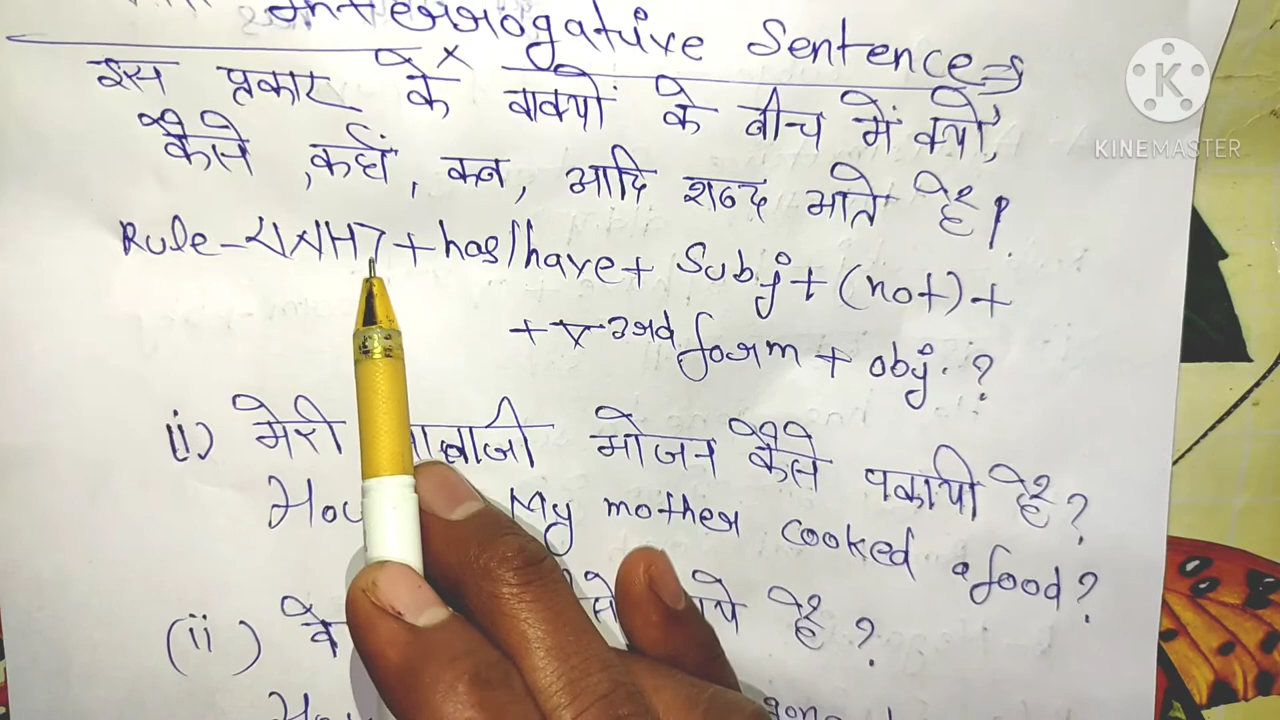 Interrogative Sentence⇒
इस प्रकार के वाक्यों के बीच में क्यों,
कैसे, कहाँ, कब, आदि शब्द आते है।
Rule - WH + has/have + Subj + (not) +
+ V 3rd form + obj. ?
(i) मेरी माताजी भोजन कैसे पकायी है?
My mother cooked a food?
(ii) वे है?
K
KINEMASTER